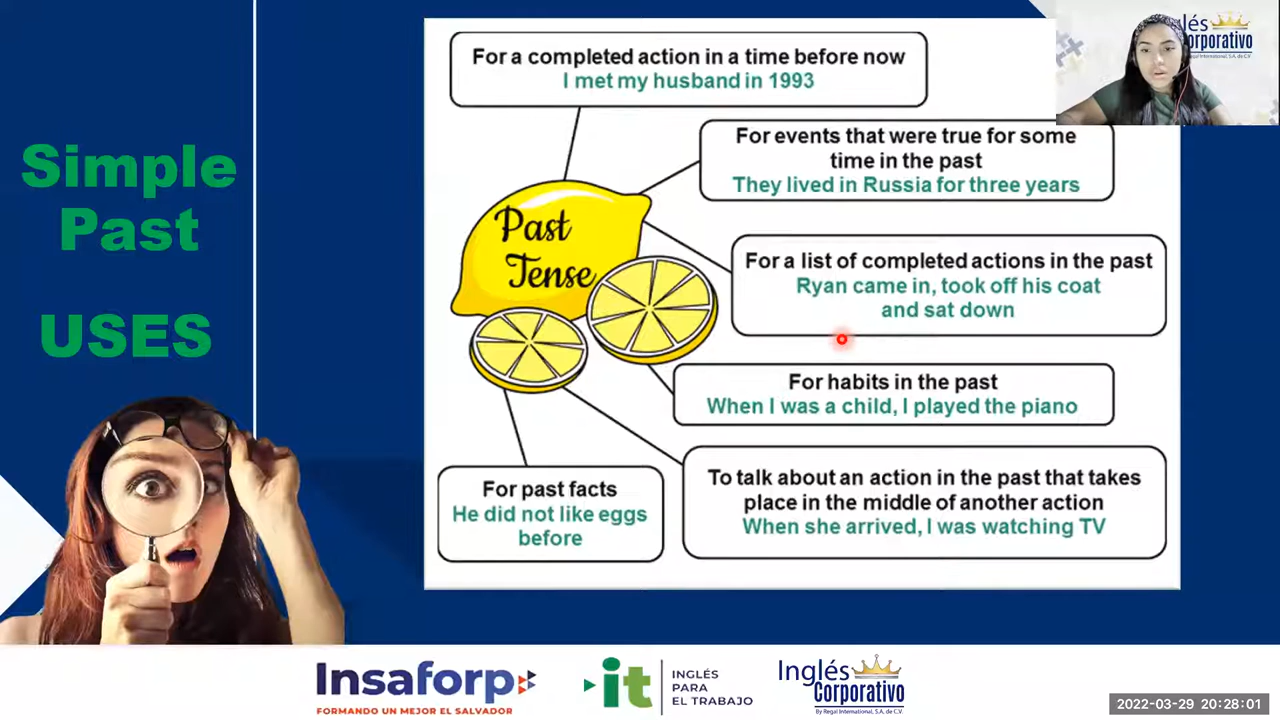 Simple
Past
USES
For a completed action in a time before now
I met my husband in 1993
For events that were true for some
time in the past
They lived in Russia for three years
Past
Tense
For a list of completed actions in the past
Ryan came in, took off his coat
and sat down
For habits in the past
When I was a child, I played the piano
To talk about an action in the past that takes
place in the middle of another action
When she arrived, I was watching TV
For past facts
He did not like eggs
before
Insaforp
FORMANDO UN MEJOR EL SALVADOR
it
INGLÉS
PARA
EL TRABAJO
Inglés
Corporativo
By Regal International, S.A. de C.V.
2022-03-29 20:28:01